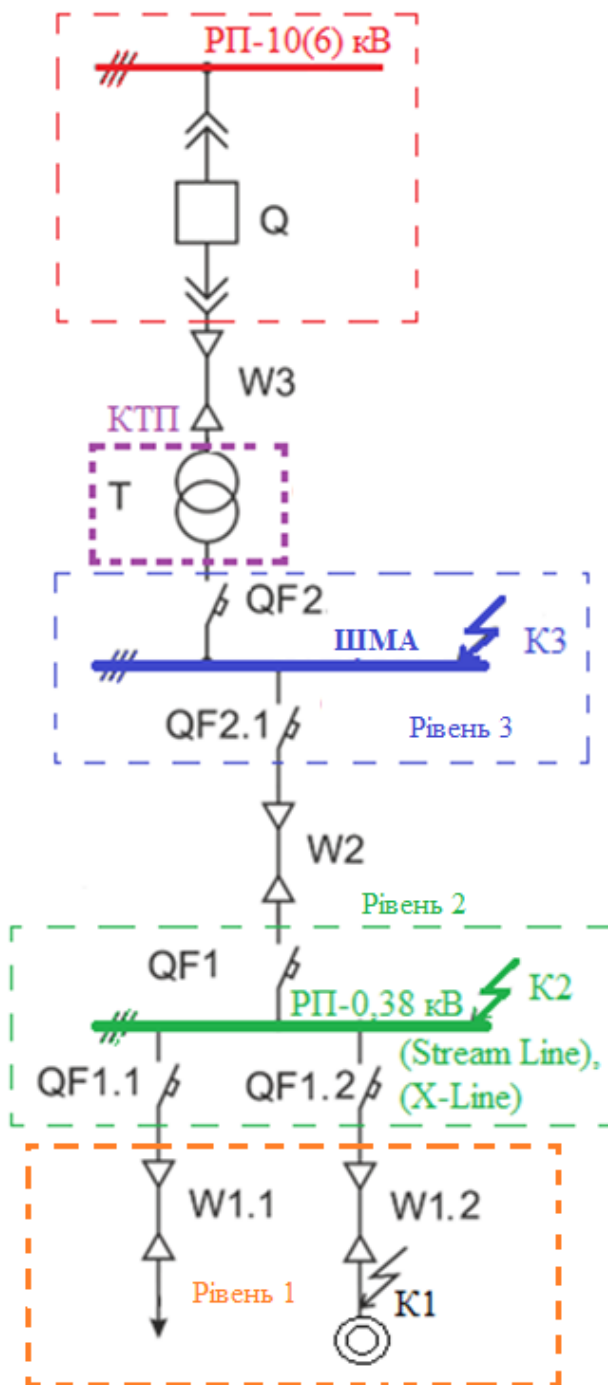 РП-10(6) кВ
Q
W3
КТП
T
QF2
ШМА
К3
QF2.1
Рівень 3
W2
Рівень 2
QF1
РП-0,38 кВ
К2
(Stream Line),
(X-Line)
QF1.1
QF1.2
W1.1
W1.2
Рівень 1
К1